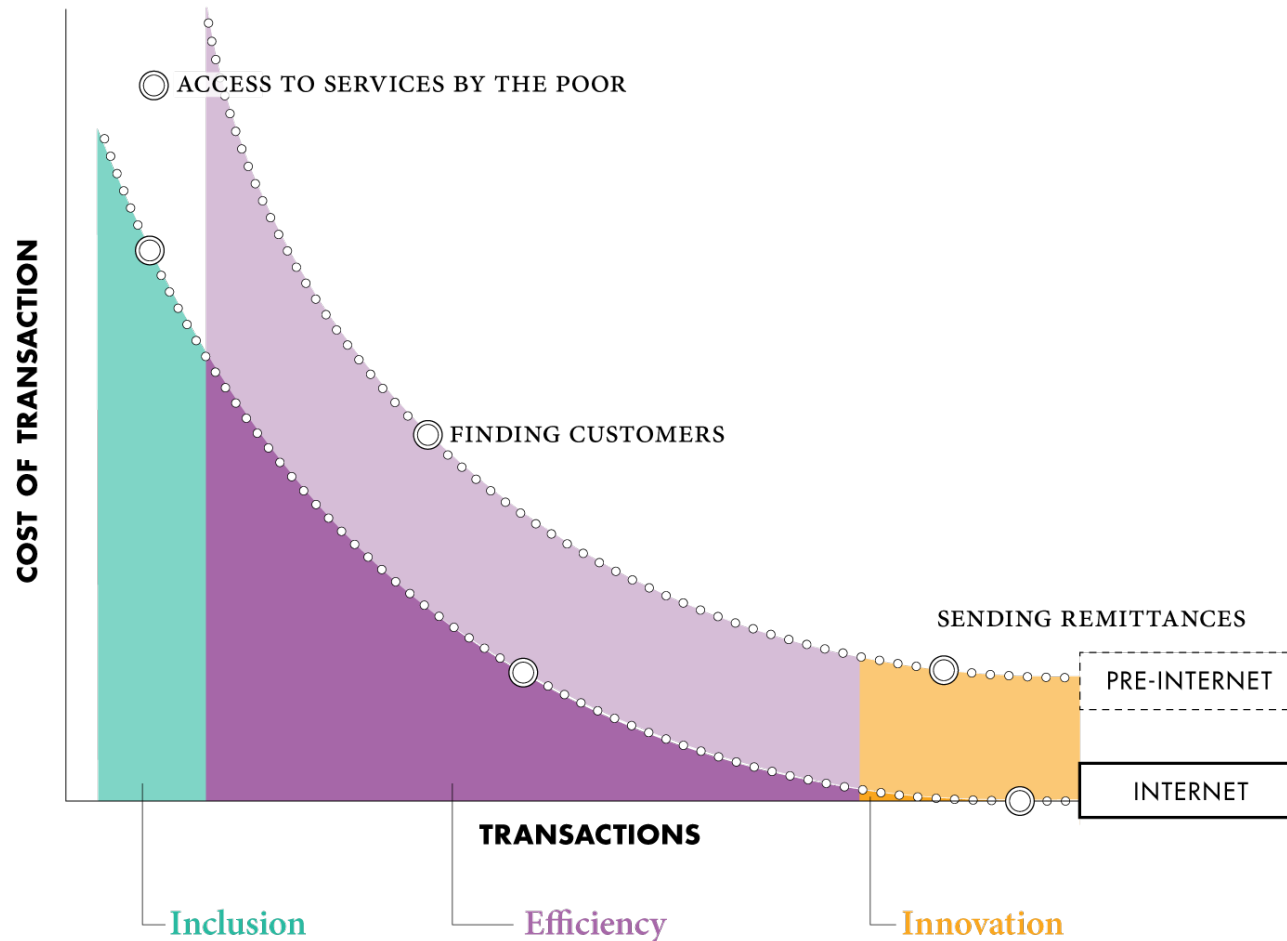 ACCESS TO SERVICES BY THE POOR
COST OF TRANSACTION
FINDING CUSTOMERS
SENDING REMITTANCES
PRE-INTERNET
INTERNET
TRANSACTIONS
Inclusion
Efficiency
Innovation